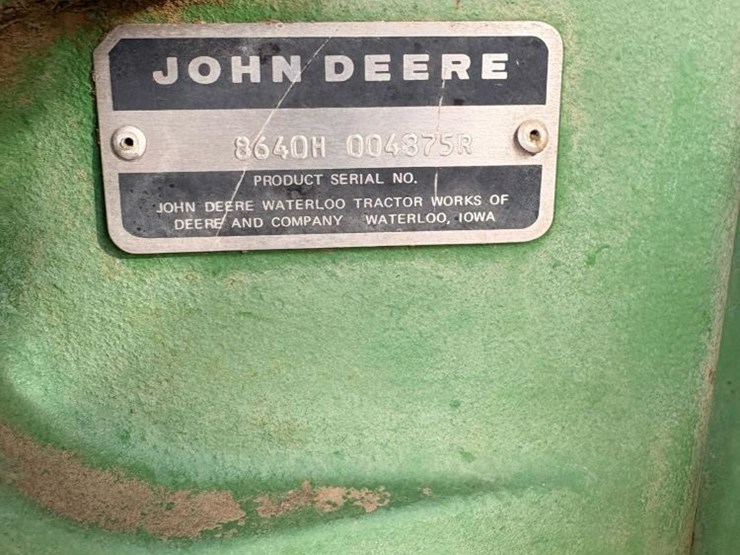 JOHN DEERE
8640H 004875R
PRODUCT SERIAL NO.
JOHN DEERE WATERLOO TRACTOR WORKS OF
DEERE AND COMPANY WATERLOO, IOWA